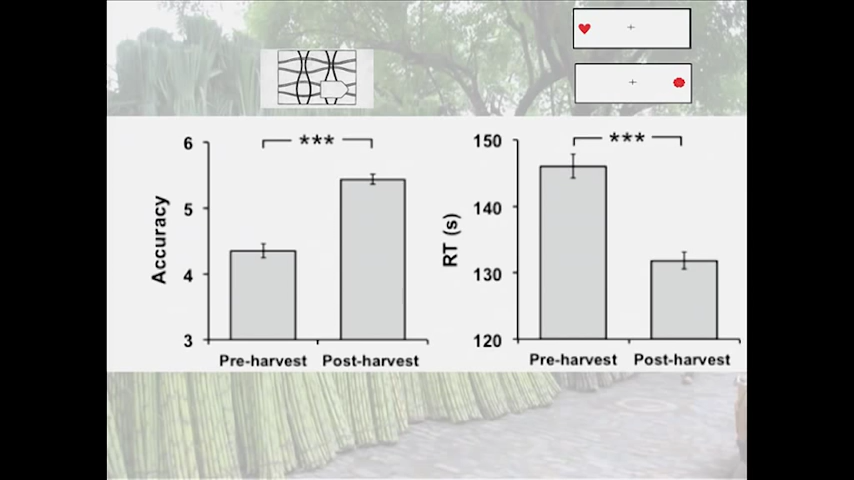 6
5
4
3
Accuracy
***
Pre-harvest Post-harvest
150
140
130
120
RT (s)
***
Pre-harvest Post-harvest